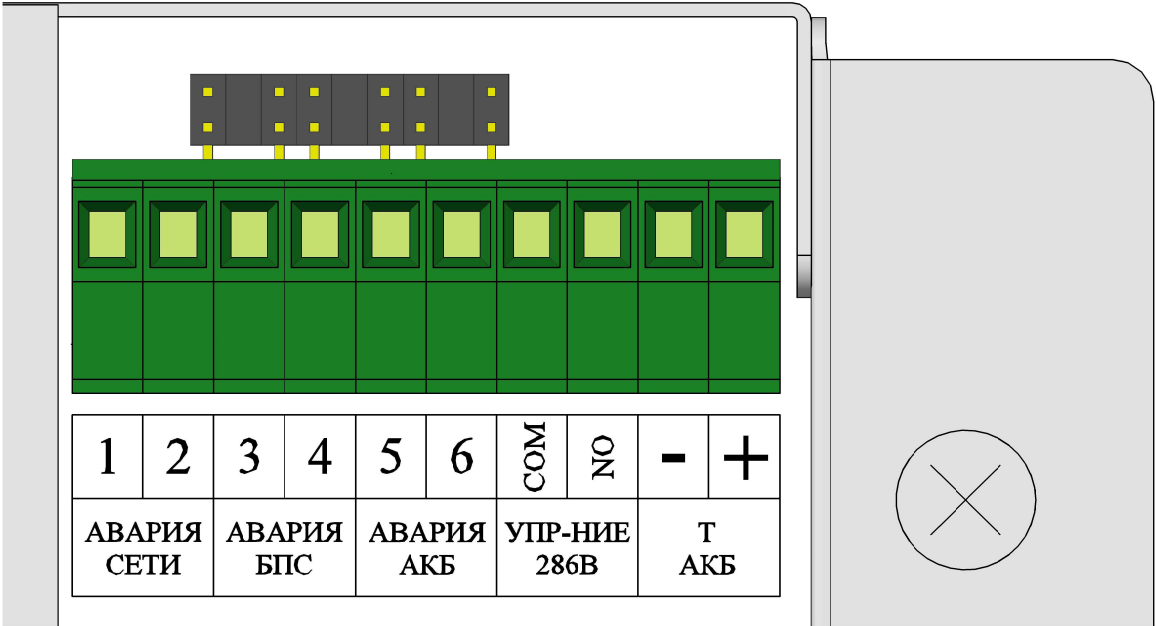 1 2 3 4 5 6 COM NO - +
АВАРИЯ СЕТИ
АВАРИЯ БПС
АВАРИЯ АКБ
УПР-НИЕ 286В
Т АКБ